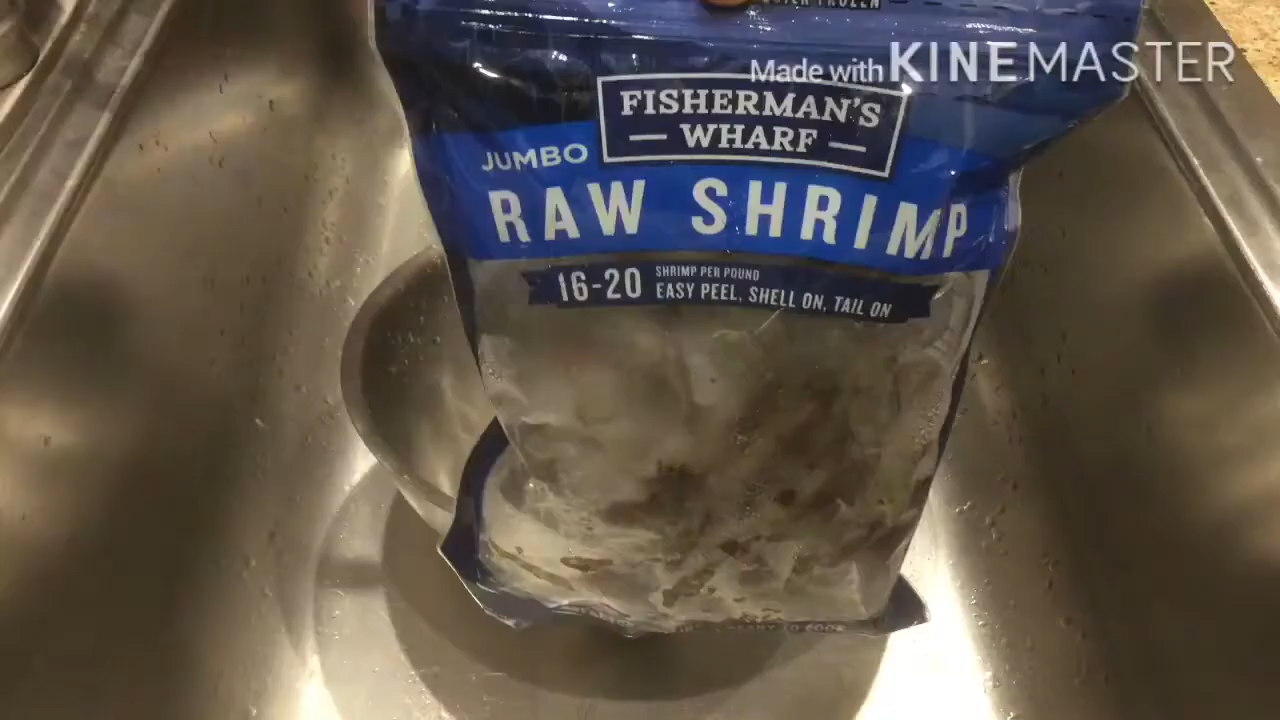 FROZEN
Made with KINEMASTER
FISHERMAN'S
— WHARF —
JUMBO
RAW SHRIMP
16-20 SHRIMP PER POUND
EASY PEEL, SHELL ON, TAIL ON